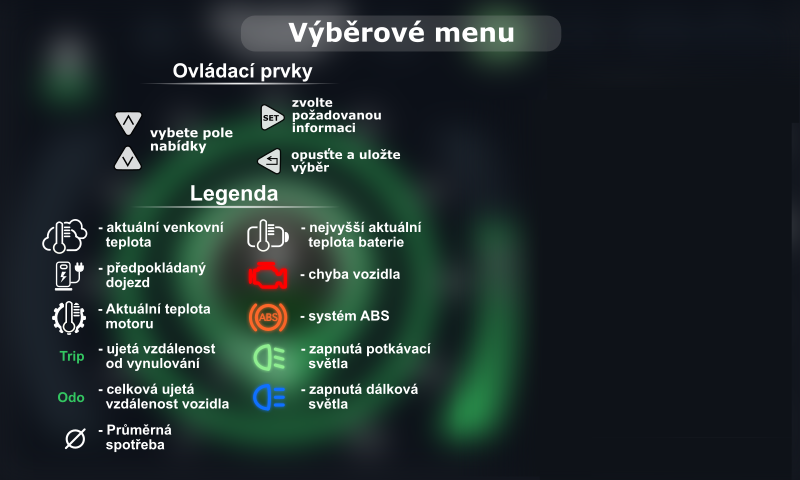 Výběrové menu
Ovládací prvky
vybete pole
nabídky
SET
zvolte
požadovanou
informaci
opusťte a uložte
výběr
Legenda
- aktuální venkovní
teplota
- předpokládaný
dojezd
- Aktuální teplota
motoru
Trip
- ujetá vzdálenost
od vynulování
Odo
- celková ujetá
vzdálenost vozidla
- Průměrná
spotřeba
- nejvyšší aktuální
teplota baterie
- chyba vozidla
ABS
- systém ABS
- zapnutá potkávací
světla
- zapnutá dálková
světla